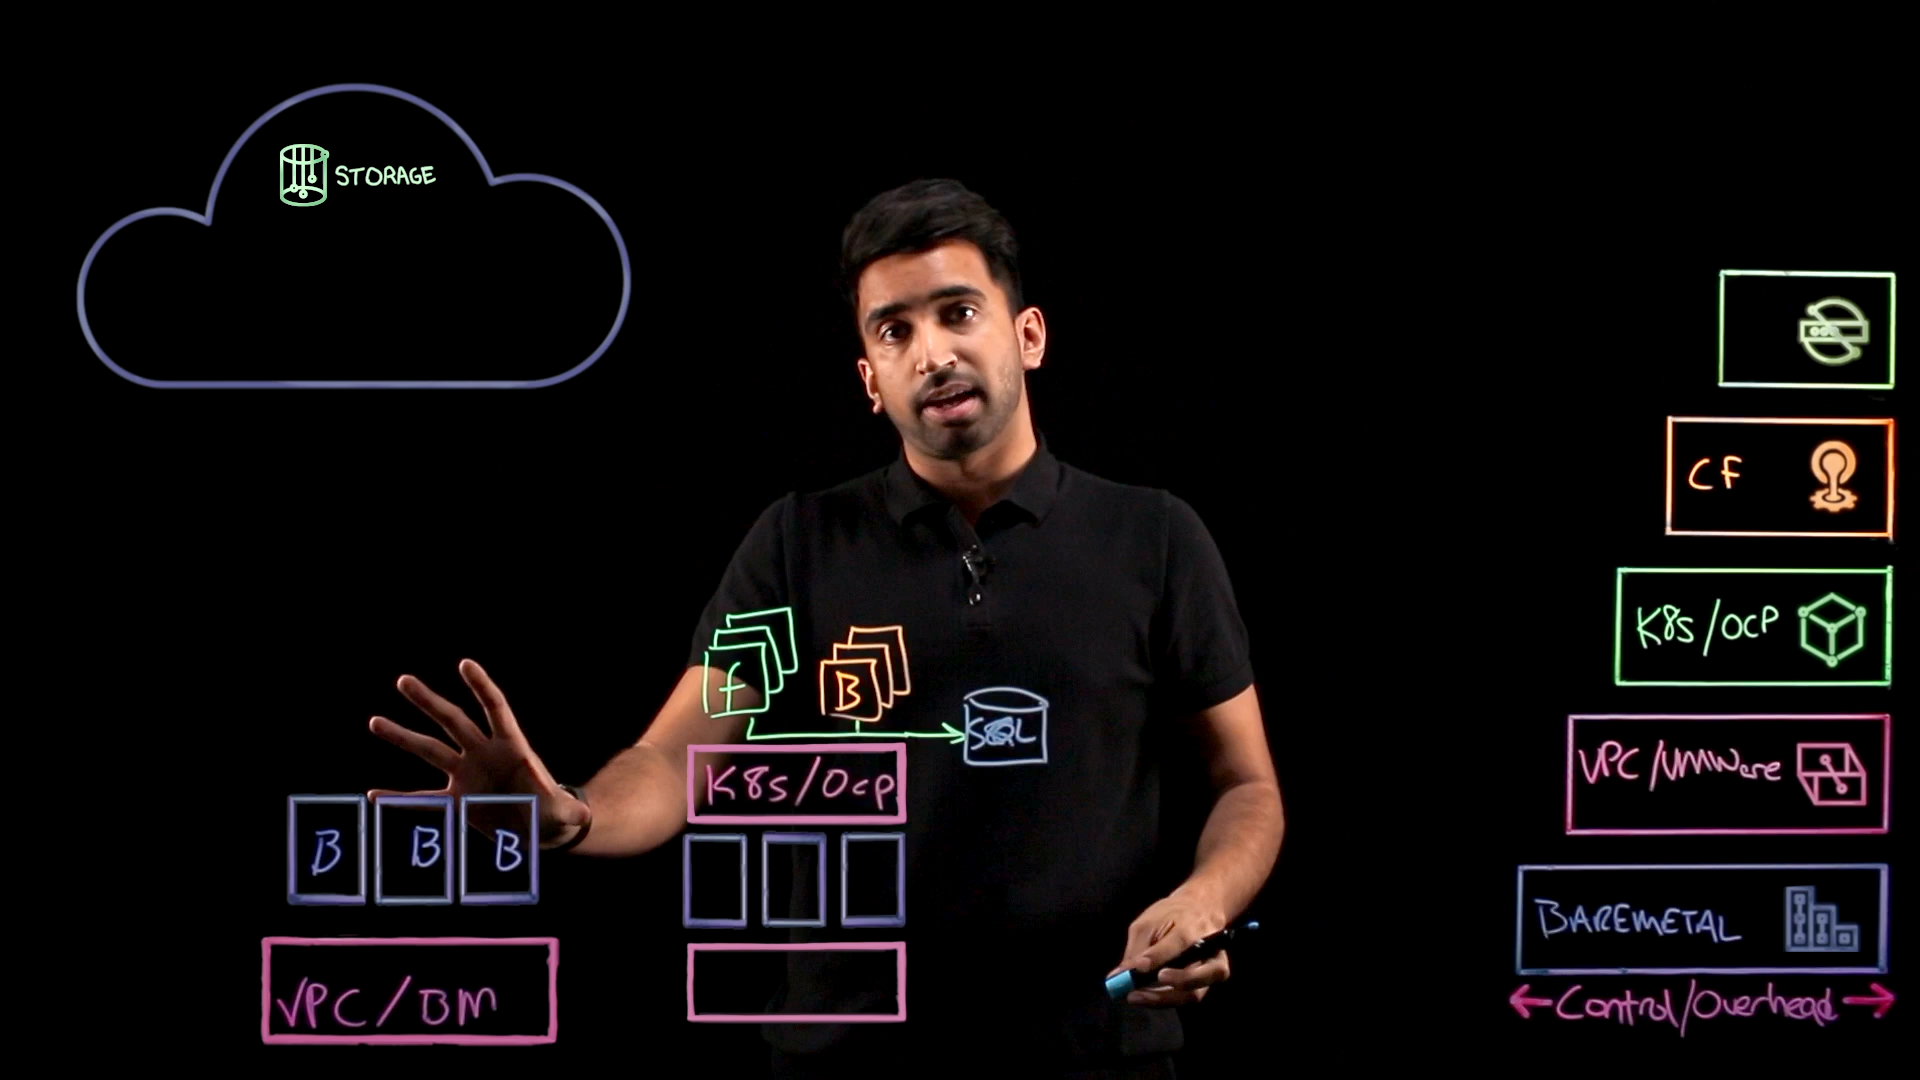 STORAGE
f
B
SQL
K8s/OCP
B
B
B
VPC/BM
CF
K8s/OCP
VPC/VMWare
BAREMETAL
Control/Overhead